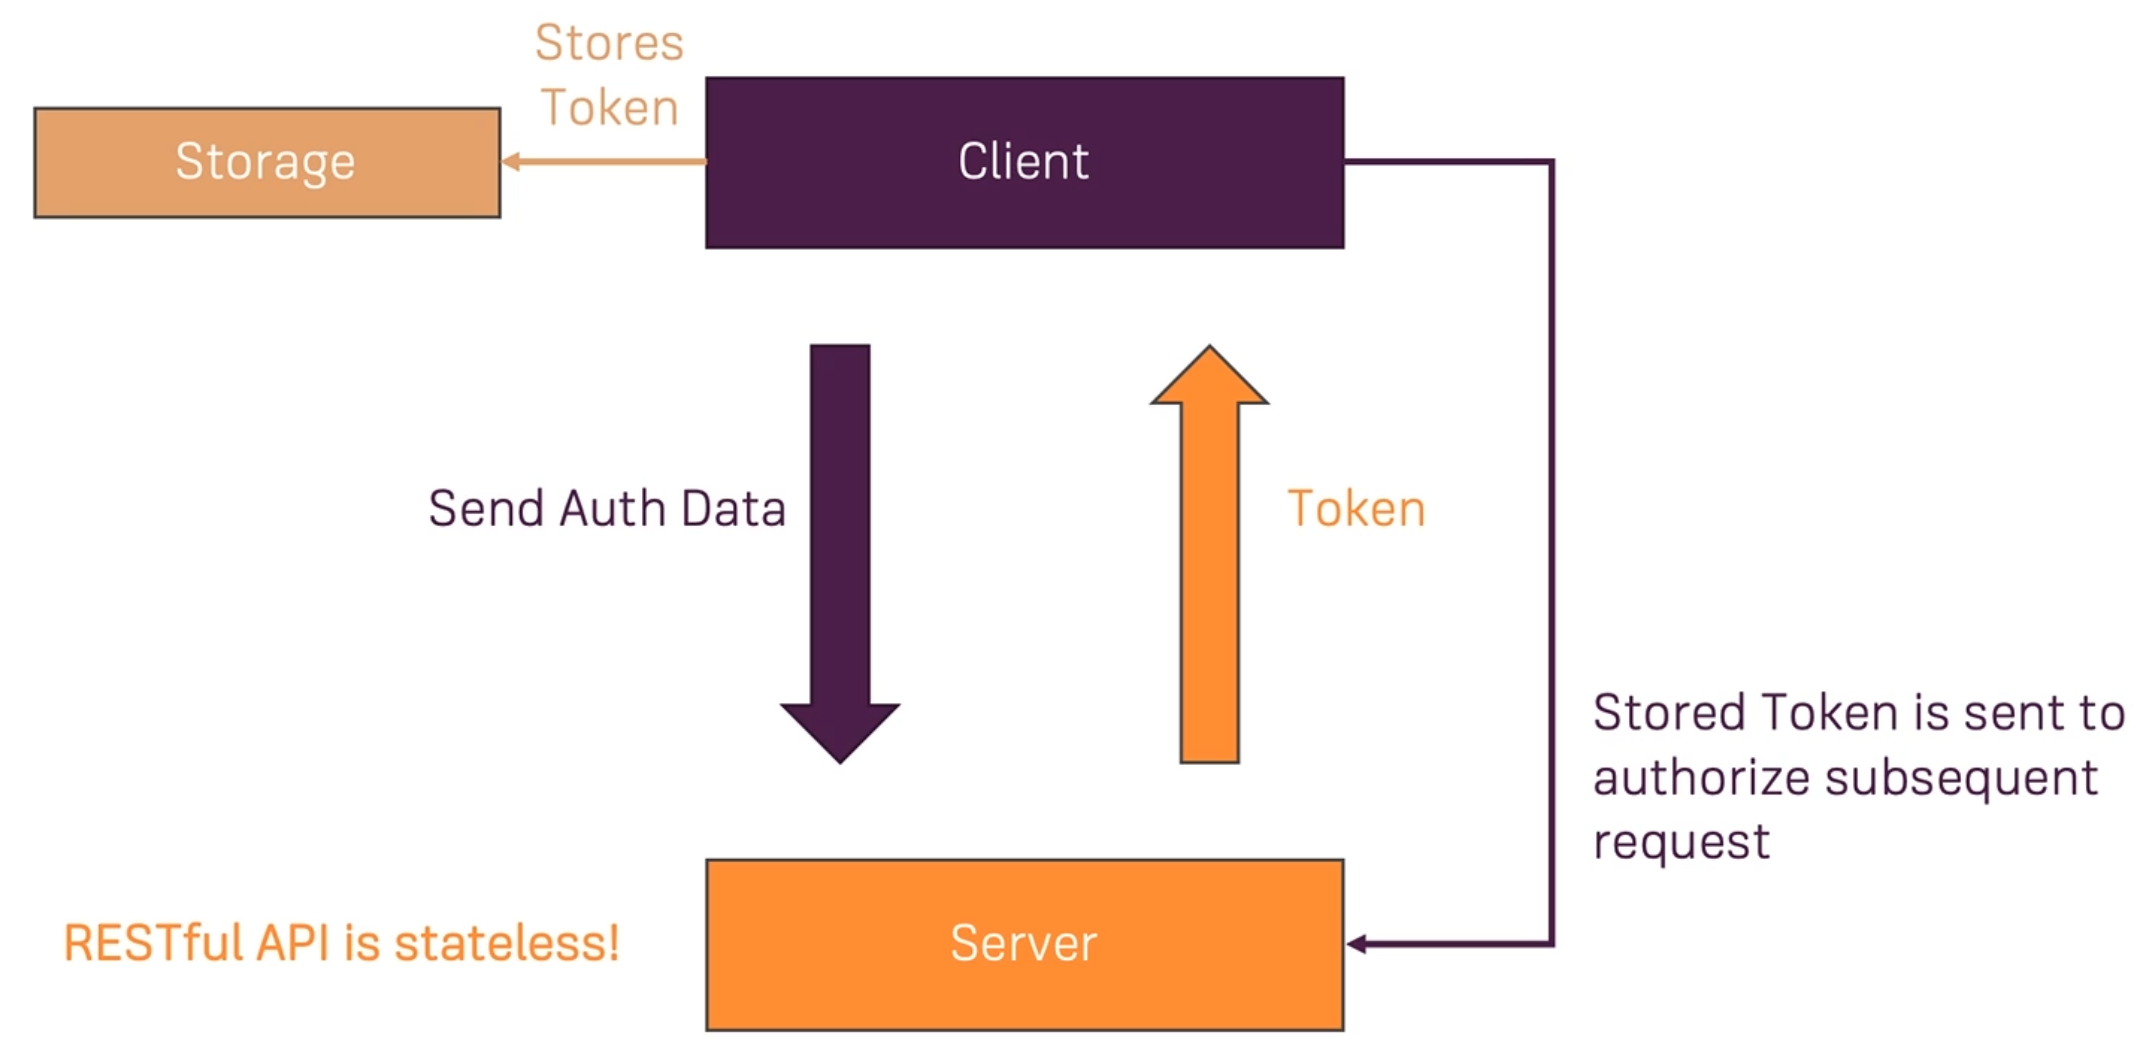 Stores
Token
Storage
Client
Send Auth Data
Token
Stored Token is sent to
authorize subsequent
request
RESTful API is stateless!
Server